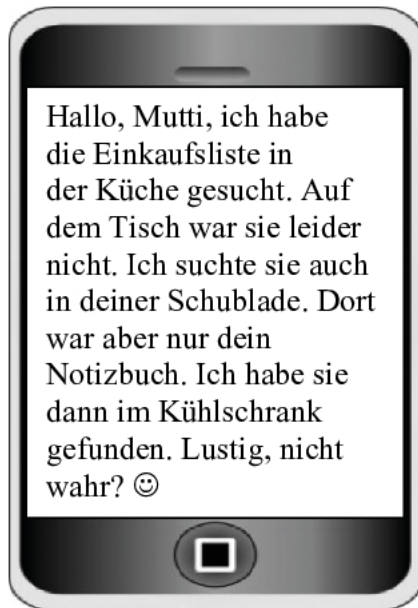 Hallo, Mutti, ich habe
die Einkaufsliste in
der Küche gesucht. Auf
dem Tisch war sie leider
nicht. Ich suchte sie auch
in deiner Schublade. Dort
war aber nur dein
Notizbuch. Ich habe sie
dann im Kühlschrank
gefunden. Lustig, nicht
wahr? ☺